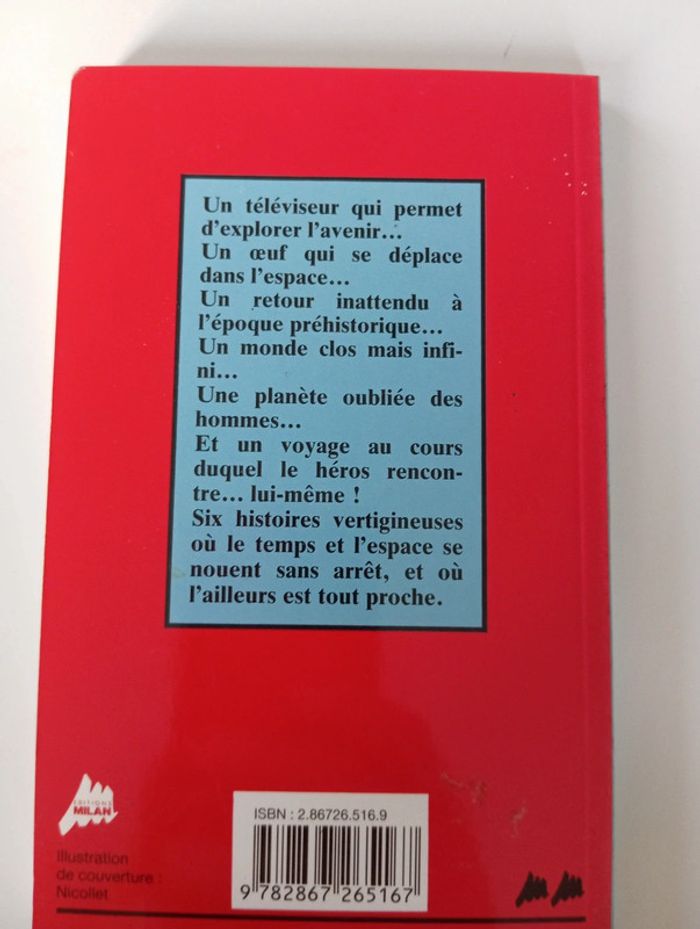 Un téléviseur qui permet
d'explorer l'avenir...
Un œuf qui se déplace
dans l'espace...
Un retour inattendu à
l'époque préhistorique...
Un monde clos mais infi-
ni...
Une planète oubliée des
hommes...
Et un voyage au cours
duquel le héros rencon-
tre... lui-même !
Six histoires vertigineuses
où le temps et l'espace se
nouent sans arrêt, et où
l'ailleurs est tout proche.
EDITIONS
MILAN
Illustration
de couverture :
Nicollet
ISBN : 2.86726.516.9
9 782867 265167